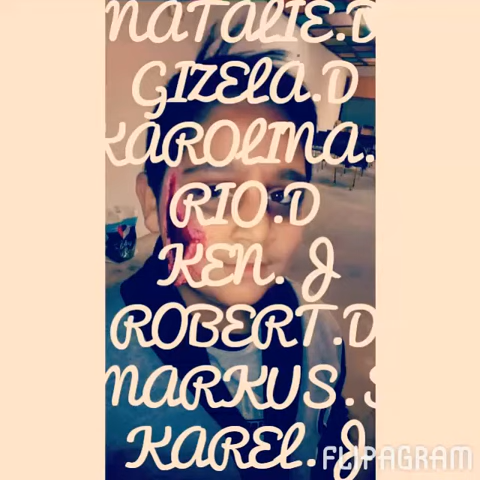 NATALIE.D
GIZELA.D
KAROLINA.
RIO.D
KEN. J
ROBERT.D
MARKUS.S
KAREL.J
FLIPAGRAM